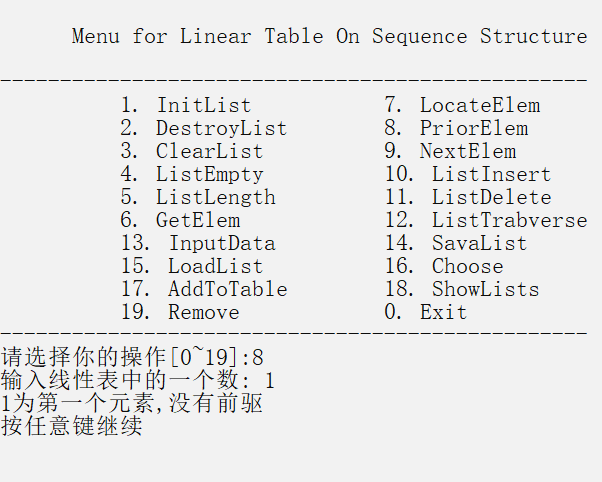 Menu for Linear Table On Sequence Structure
-------------------------------------------------
1. InitList 7. LocateElem
2. DestroyList 8. PriorElem
3. ClearList 9. NextElem
4. ListEmpty 10. ListInsert
5. ListLength 11. ListDelete
6. GetElem 12. ListTrabverse
13. InputData 14. SavaList
15. LoadList 16. Choose
17. AddToTable 18. ShowLists
19. Remove 0. Exit
-------------------------------------------------
请选择你的操作[0~19]:8
输入线性表中的一个数: 1
1为第一个元素,没有前驱
按任意键继续